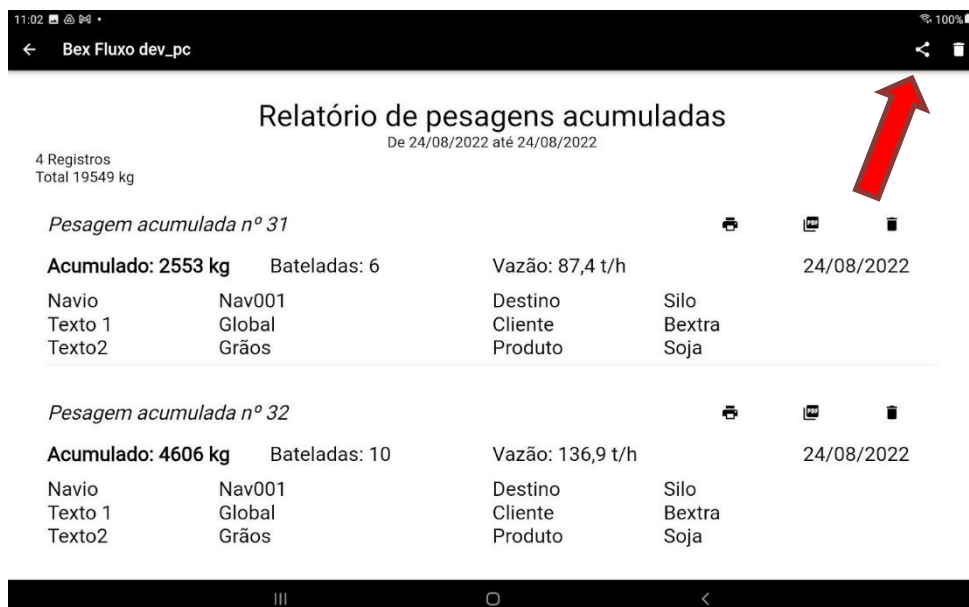 11:02 100%
Bex Fluxo dev_pc
Relatório de pesagens acumuladas
De 24/08/2022 até 24/08/2022
4 Registros
Total 19549 kg
Pesagem acumulada nº 31
PDF
Acumulado: 2553 kg Bateladas: 6 Vazão: 87,4 t/h 24/08/2022
Navio Nav001 Destino Silo
Texto 1 Global Cliente Bextra
Texto2 Grãos Produto Soja
Pesagem acumulada nº 32
PDF
Acumulado: 4606 kg Bateladas: 10 Vazão: 136,9 t/h 24/08/2022
Navio Nav001 Destino Silo
Texto 1 Global Cliente Bextra
Texto2 Grãos Produto Soja